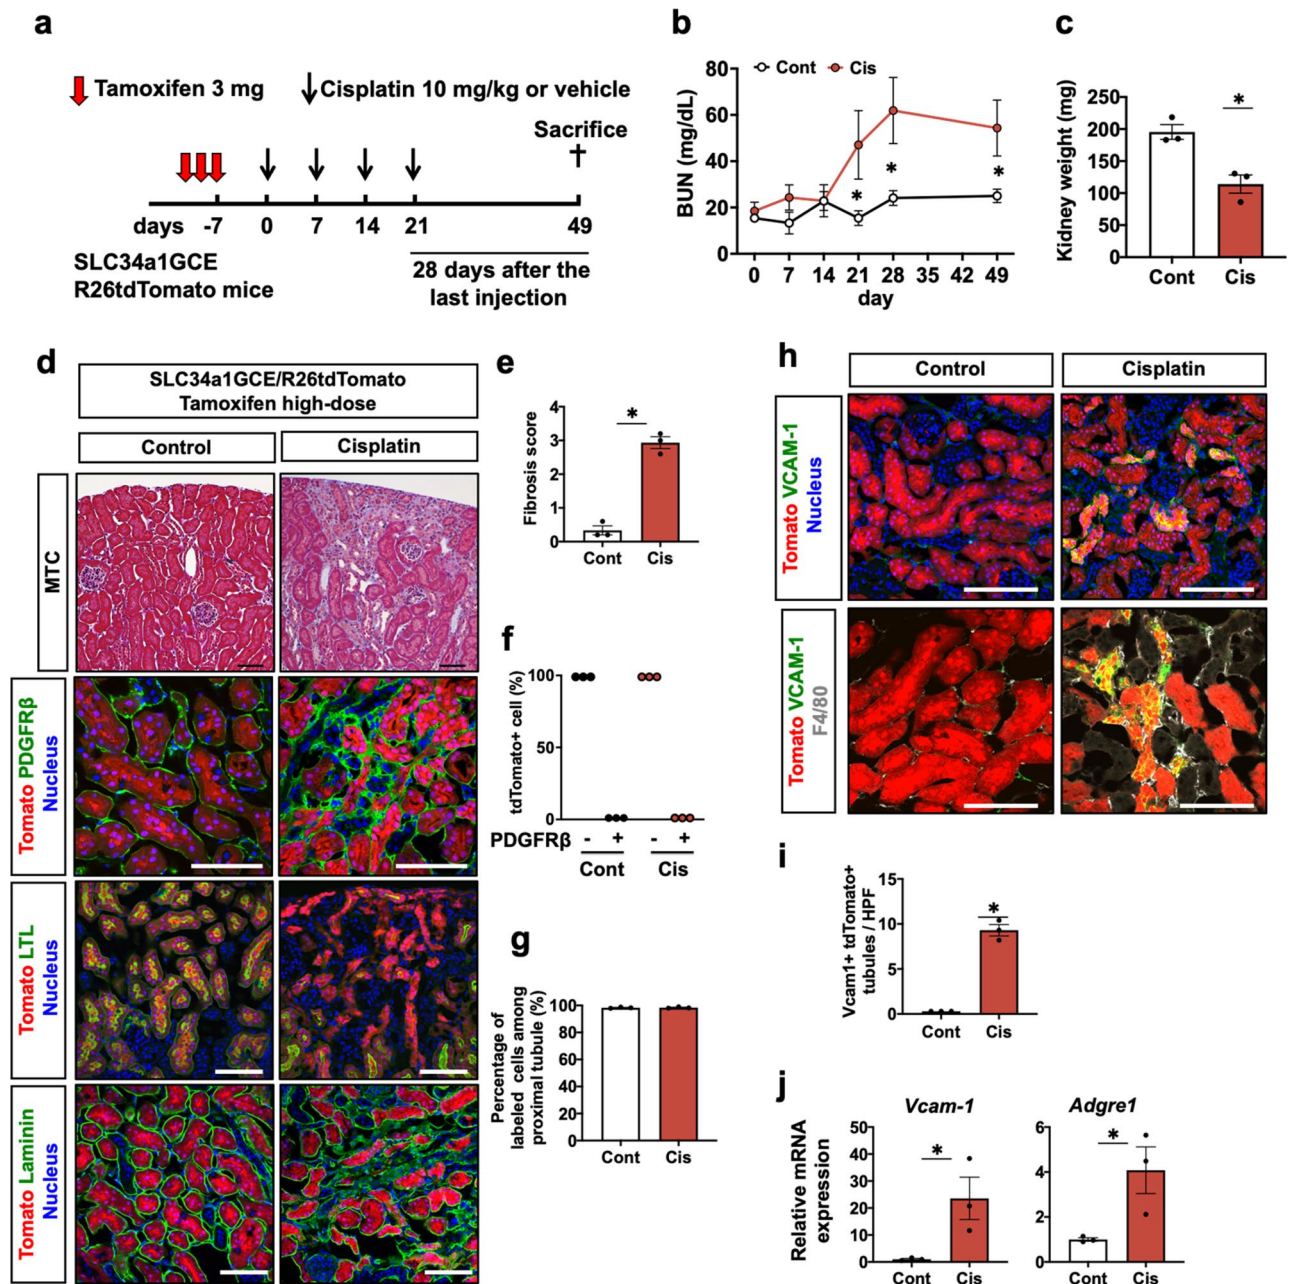 a
Tamoxifen 3 mg
Cisplatin 10 mg/kg or vehicle
Sacrifice
days -7 0 7 14 21 49
SLC34a1GCE
R26tdTomato mice
28 days after the
last injection
b
Cont Cis
BUN (mg/dL)
80
60
40
20
0
* * *
0 7 14 21 28 35 42 49
day
c
Kidney weight (mg)
250
200
150
100
50
0
*
Cont Cis
d
SLC34a1GCE/R26tdTomato
Tamoxifen high-dose
Control Cisplatin
MTC
Tomato PDGFRβ
Nucleus
Tomato LTL
Nucleus
Tomato Laminin
Nucleus
e
Fibrosis score
4
3
2
1
0
*
Cont Cis
f
tdTomato+ cell (%)
100
50
0
PDGFRβ - + - +
Cont Cis
g
Percentage of
labeled cells among
proximal tubule (%)
100
80
60
40
20
0
Cont Cis
h
Control Cisplatin
Tomato VCAM-1
Nucleus
Tomato VCAM-1
F4/80
i
Vcam1+ tdTomato+
tubules / HPF
15
10
5
0
*
Cont Cis
j
Relative mRNA
expression
Vcam-1
50
40
30
20
10
0
*
Cont Cis
Adgre1
6
4
2
0
*
Cont Cis